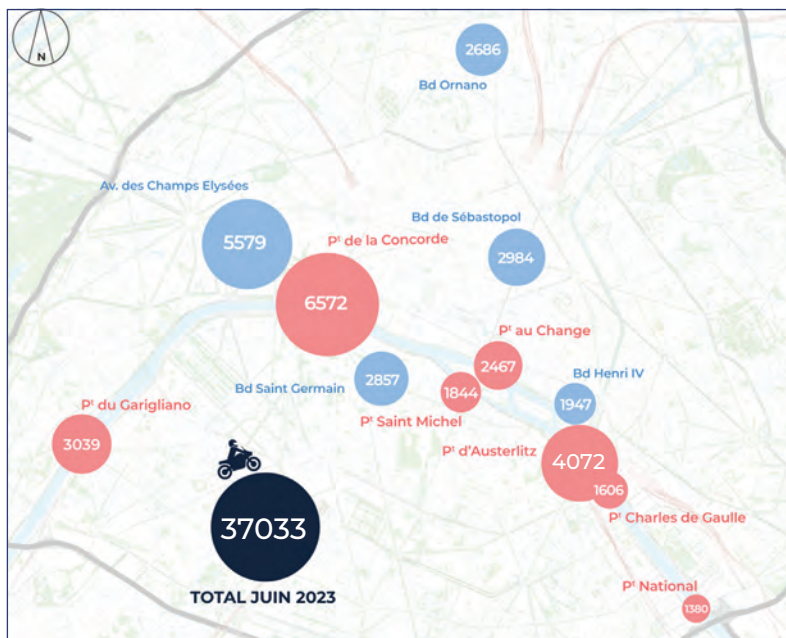 N
2686
Bd Ornano
Av. des Champs Elysées
5579
Bd de Sébastopol
2984
Pᵗ de la Concorde
6572
Pᵗ au Change
2467
Bd Saint Germain
2857
1844
Pᵗ Saint Michel
Bd Henri IV
1947
Pᵗ du Garigliano
3039
Pᵗ d'Austerlitz
4072
1606
Pᵗ Charles de Gaulle
37033
TOTAL JUIN 2023
Pᵗ National
1380